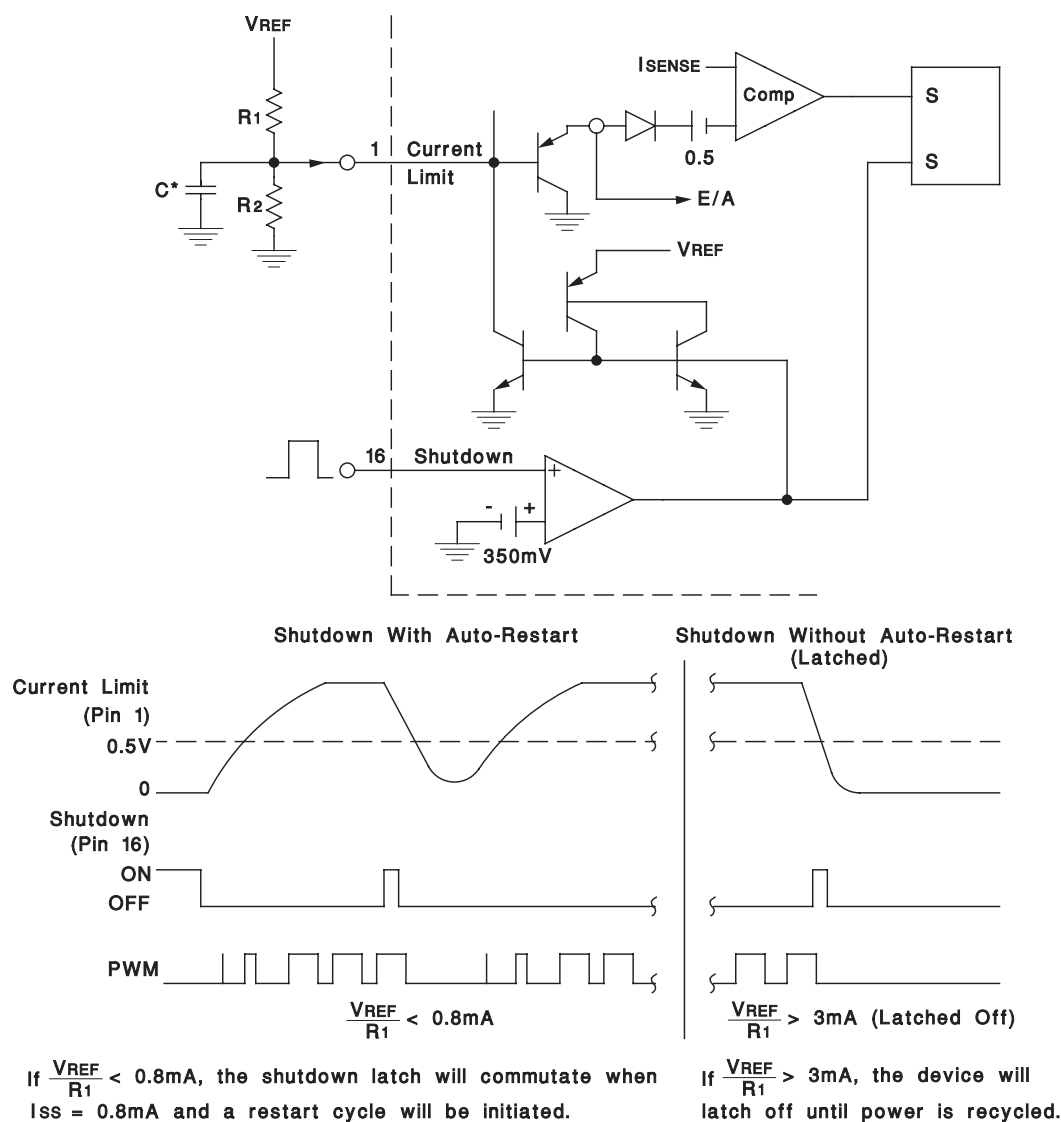 VREF
R1
C*
R2
1 Current
Limit
ISENSE
Comp
0.5
E/A
S
S
VREF
16 Shutdown
+
- +
350mV
Shutdown With Auto-Restart
Shutdown Without Auto-Restart
(Latched)
Current Limit
(Pin 1)
0.5V
0
Shutdown
(Pin 16)
ON
OFF
PWM
VREF/R1 < 0.8mA
VREF/R1 > 3mA (Latched Off)
If VREF/R1 < 0.8mA, the shutdown latch will commutate when
ISS = 0.8mA and a restart cycle will be initiated.
If VREF/R1 > 3mA, the device will
latch off until power is recycled.